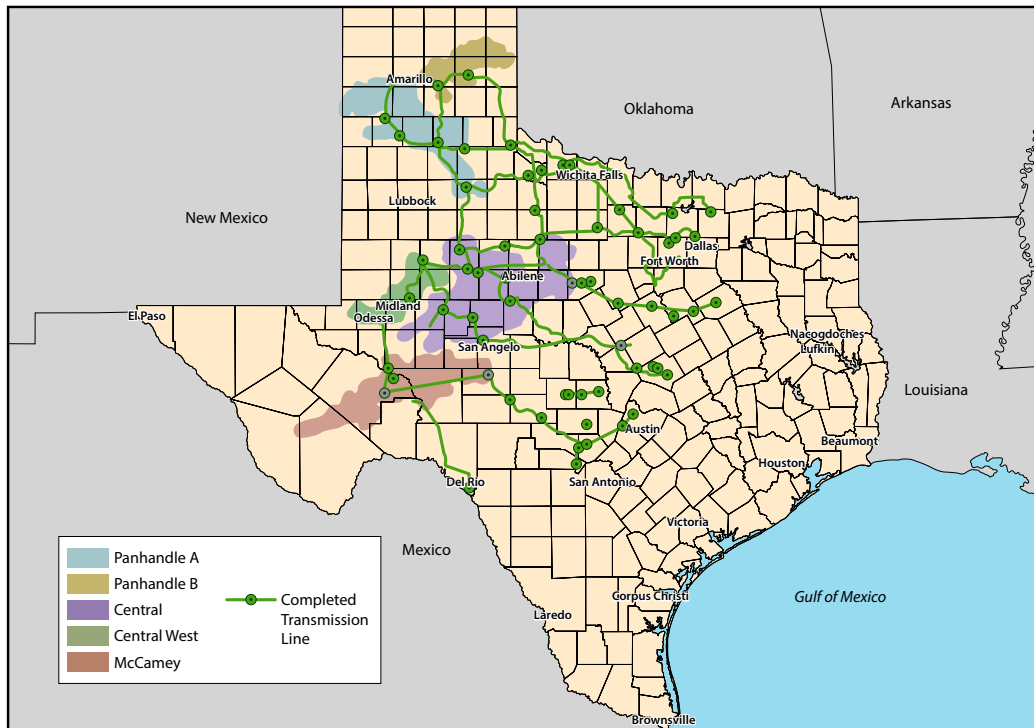 Amarillo
Oklahoma
Arkansas
Wichita Falls
New Mexico
Lubbock
Dallas
Fort Worth
Abilene
Midland
Odessa
El Paso
San Angelo
Nacogdoches
Lufkin
Louisiana
Austin
Beaumont
Houston
Del Rio
San Antonio
Victoria
Mexico
Panhandle A
Panhandle B
Central
Central West
McCamey
Completed
Transmission
Line
Corpus Christi
Gulf of Mexico
Laredo
Brownsville